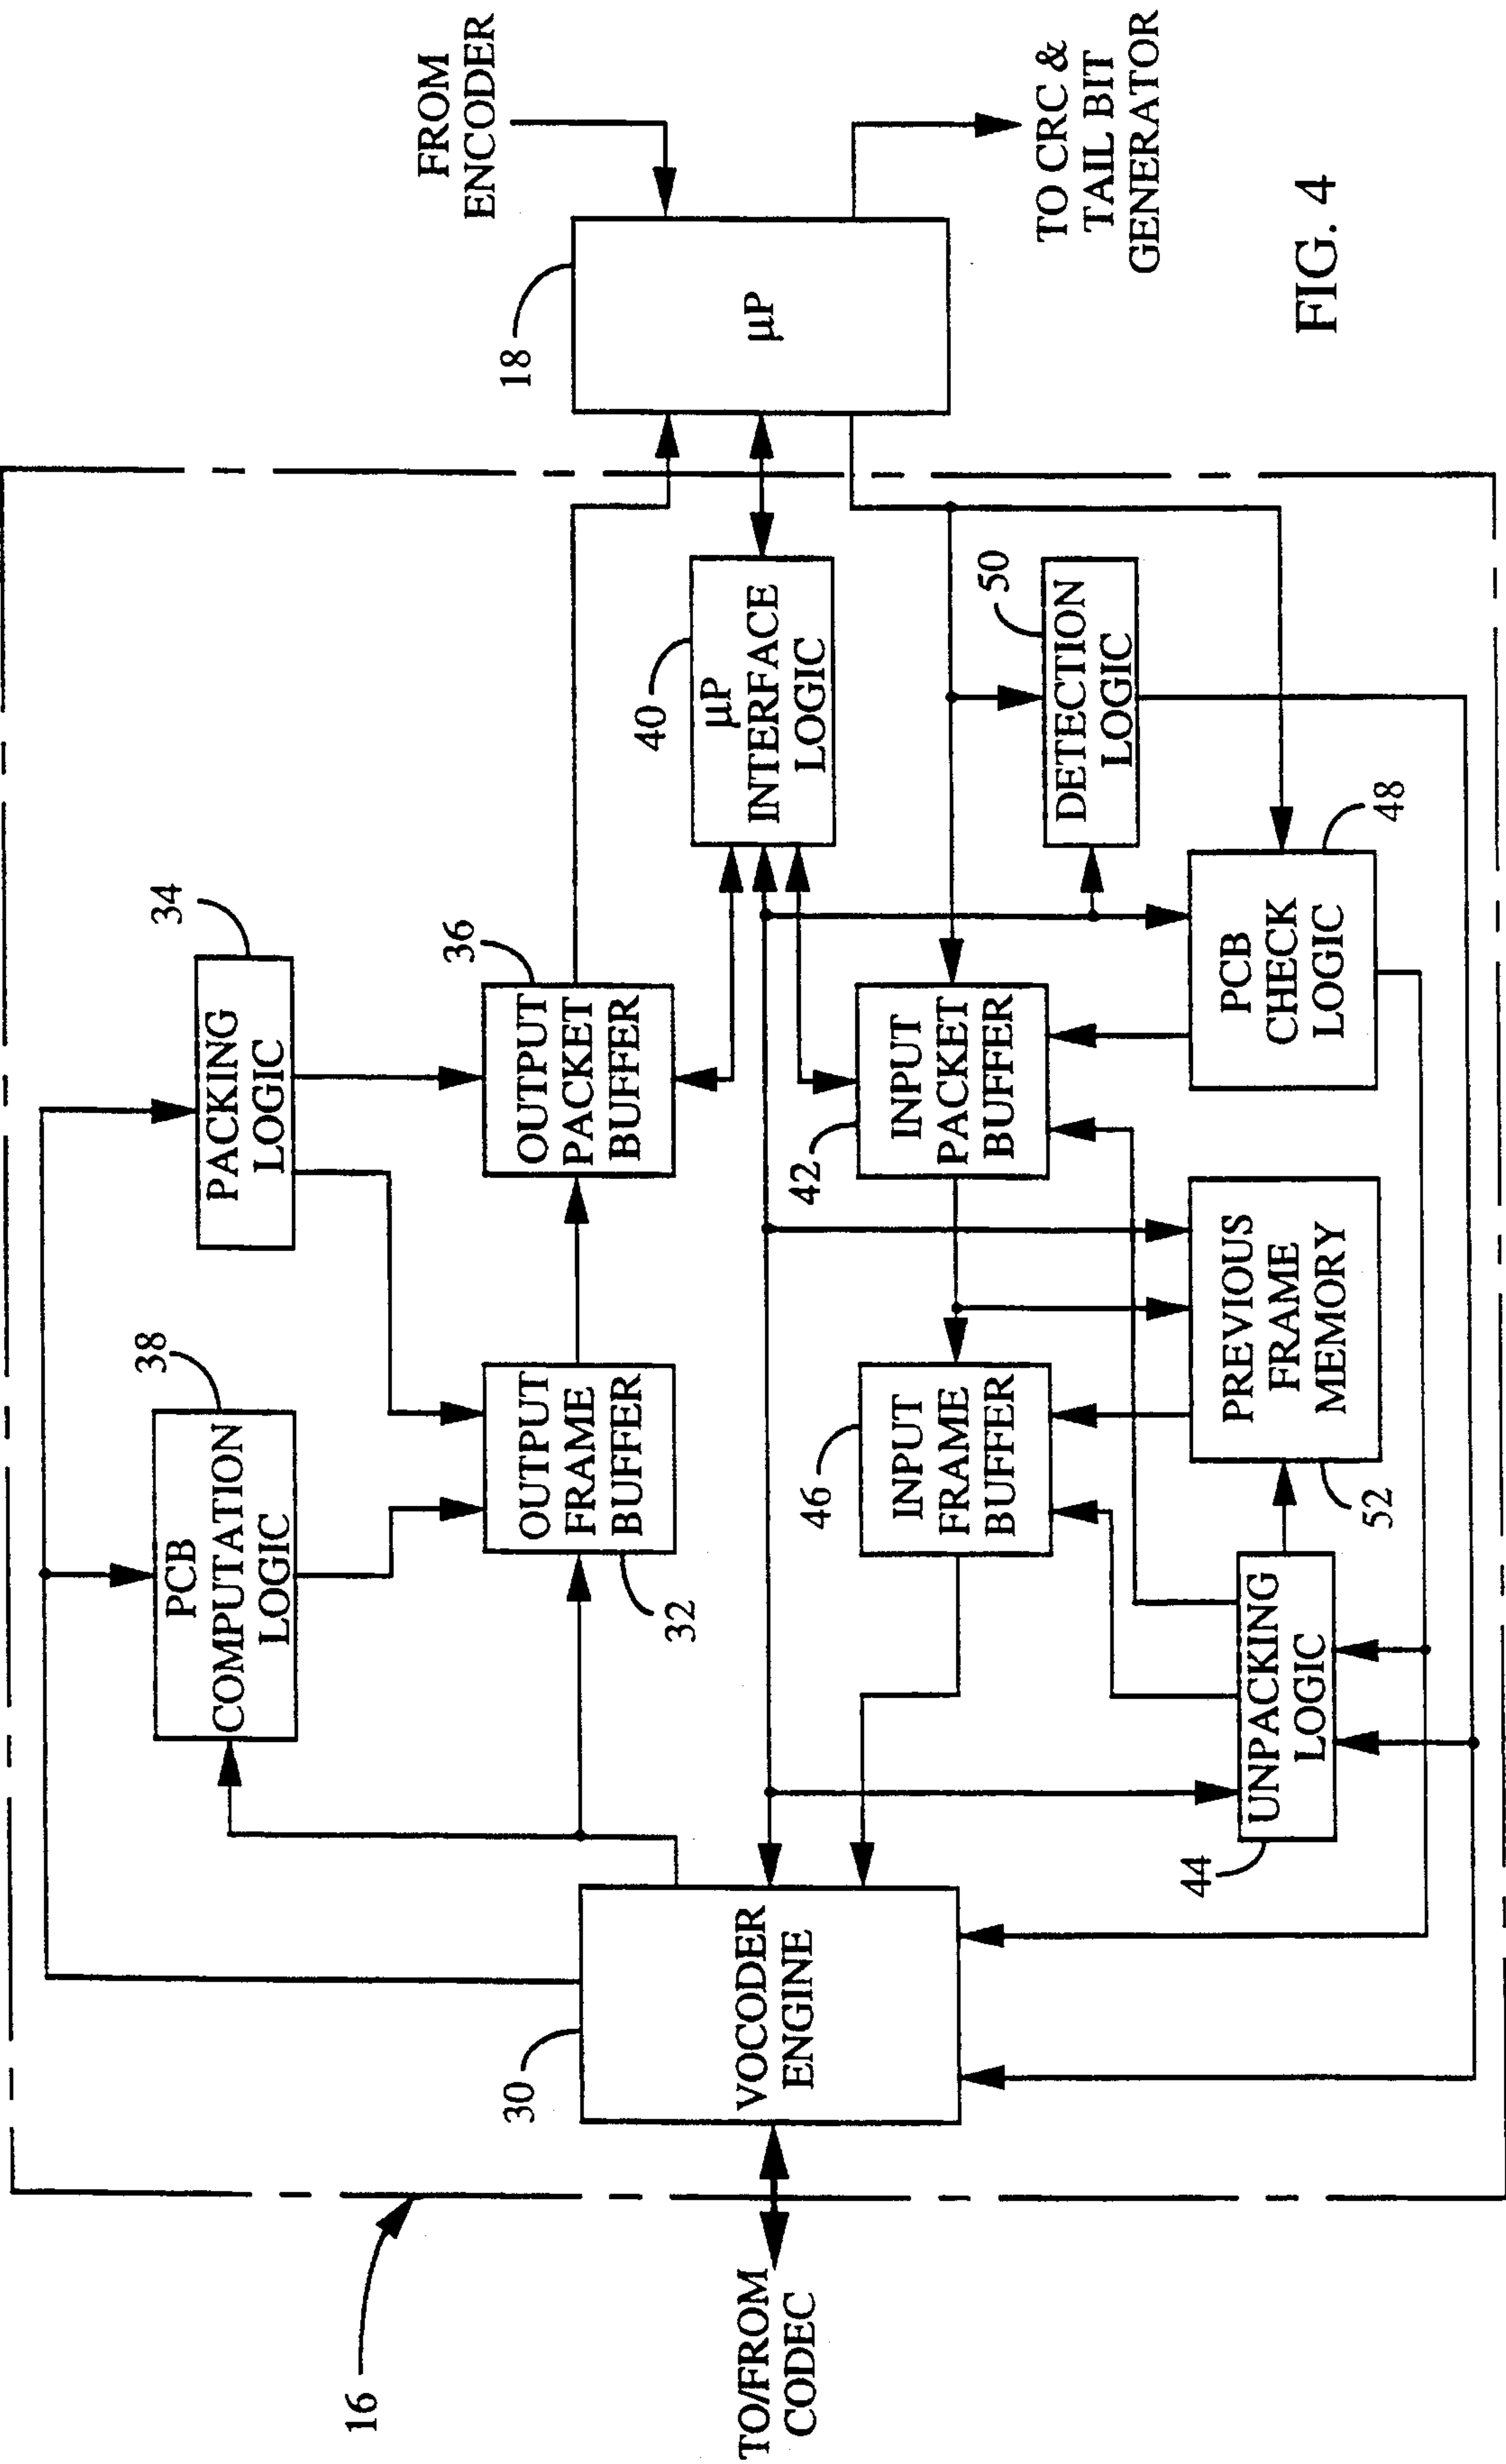 16
TO/FROM
CODEC
30
VOCODER
ENGINE
38
PCB
COMPUTATION
LOGIC
34
PACKING
LOGIC
32
OUTPUT
FRAME
BUFFER
36
OUTPUT
PACKET
BUFFER
40
μP
INTERFACE
LOGIC
18
μP
FROM
ENCODER
TO CRC &
TAIL BIT
GENERATOR
46
INPUT
FRAME
BUFFER
42
INPUT
PACKET
BUFFER
50
DETECTION
LOGIC
44
UNPACKING
LOGIC
52
PREVIOUS
FRAME
MEMORY
48
PCB
CHECK
LOGIC
FIG. 4